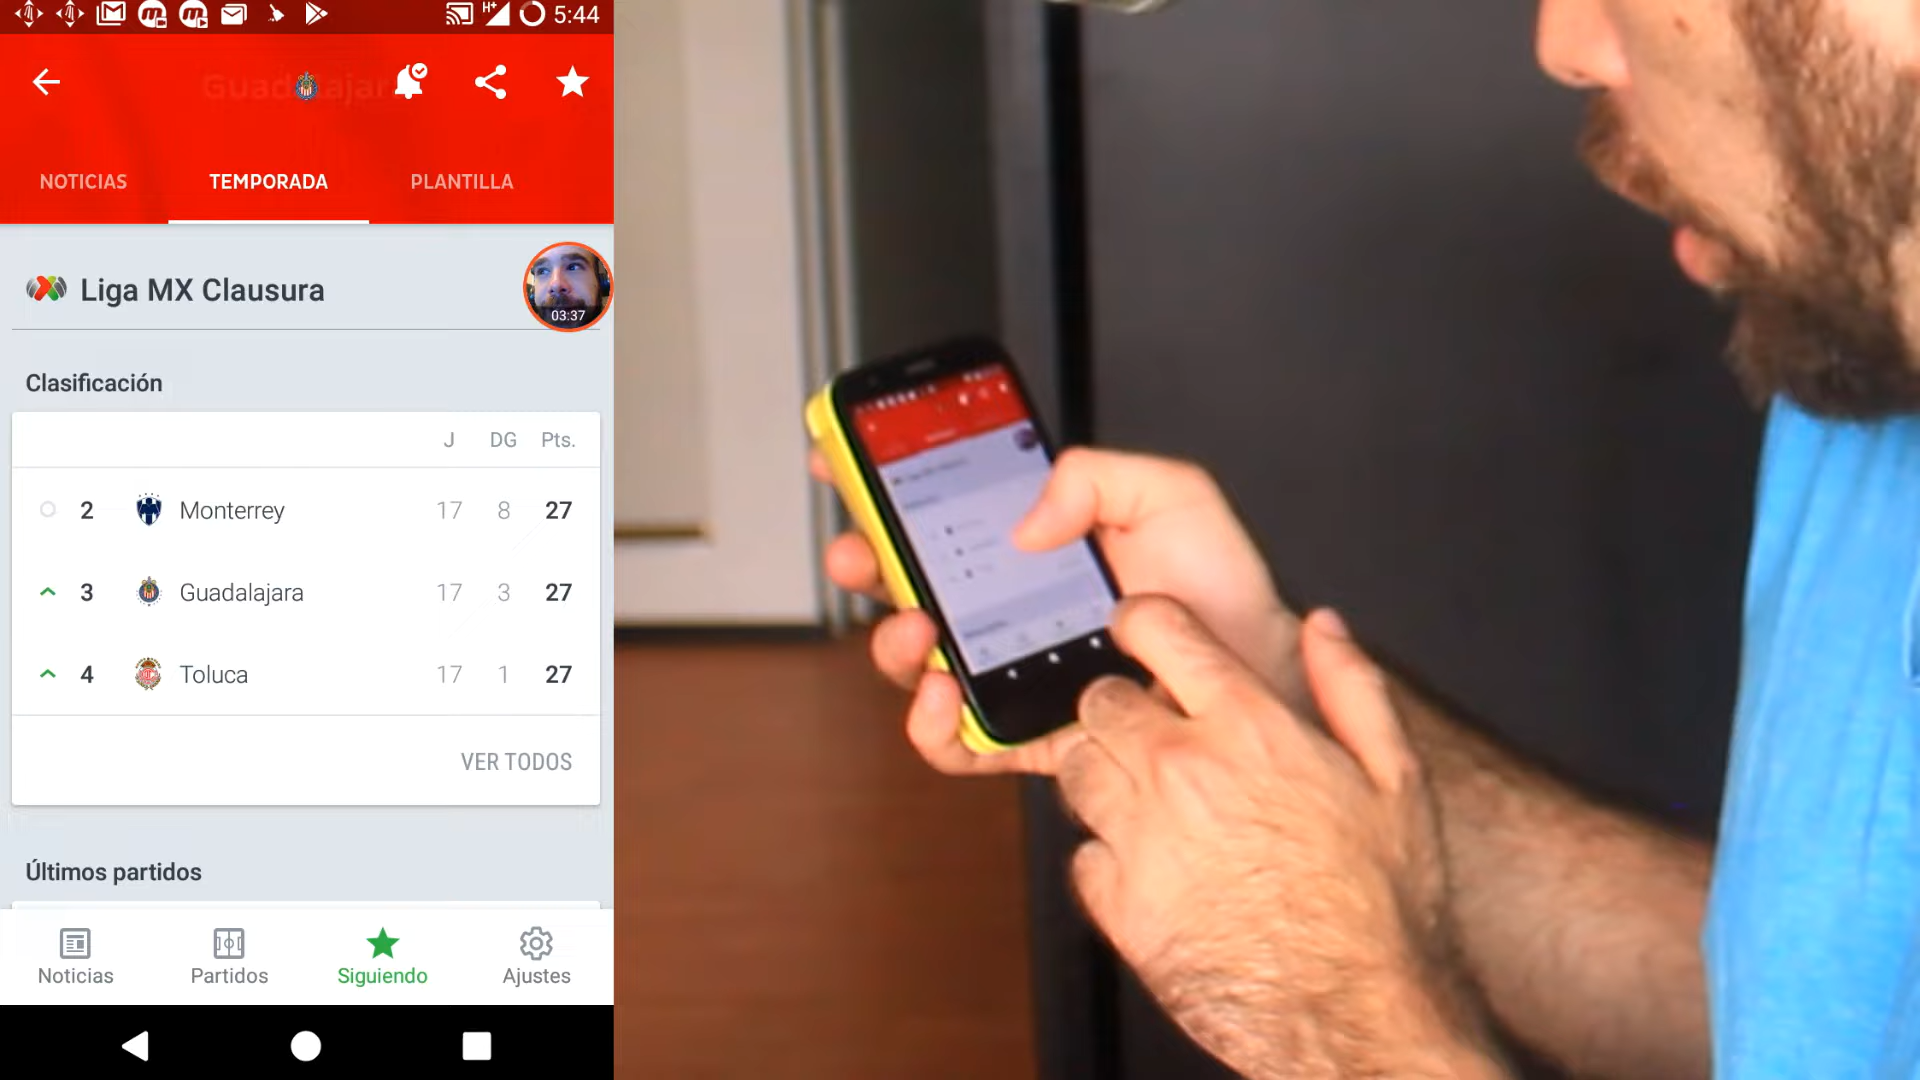 5:44
Guadalajar
NOTICIAS TEMPORADA PLANTILLA
Liga MX Clausura
03:37
Clasificación
J DG Pts.
2 Monterrey 17 8 27
3 Guadalajara 17 3 27
4 Toluca 17 1 27
VER TODOS
Últimos partidos
Noticias Partidos Siguiendo Ajustes